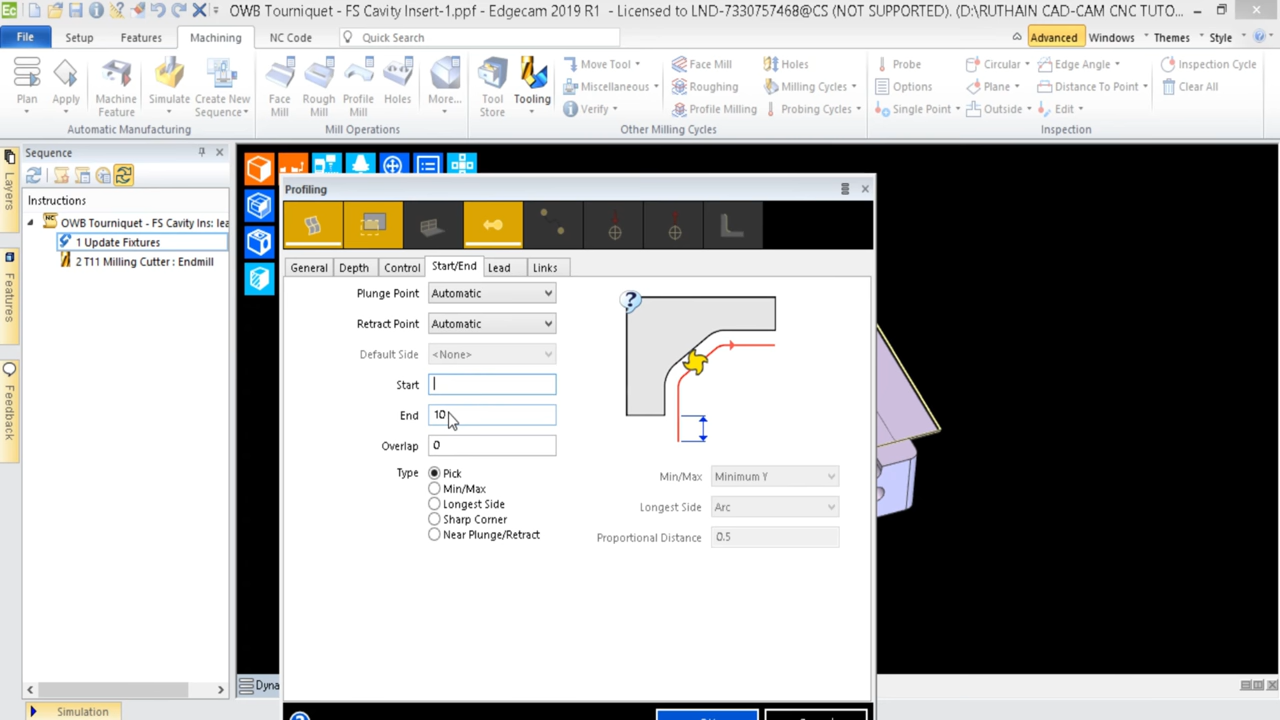 OWB Tourniquet - FS Cavity Insert-1.ppf - Edgecam 2019 R1 - Licensed to LMD-7330757468@CS (NOT SUPPORTED). (D:\RUTHAIN CAD-CAM CNC TUTO...
File Setup Features Machining NC Code Quick Search Advanced Windows Themes Style
Plan Apply Machine Feature Simulate Create New Sequence Face Mill Rough Mill Profile Mill Holes More... Tool Store Tooling
Move Tool Face Mill Holes Probe Circular Edge Angle Inspection Cycle
Miscellaneous Roughing Milling Cycles Options Plane Distance To Point Clear All
Verify Profile Milling Probing Cycles Single Point Outside Edit
Automatic Manufacturing Mill Operations Other Milling Cycles Inspection
Layers
Features
Feedback
Sequence
Instructions
OWB Tourniquet - FS Cavity Ins: lea
1 Update Fixtures
2 T11 Milling Cutter : Endmill
Simulation
Dyna
Profiling
General Depth Control Start/End Lead Links
Plunge Point Automatic
Retract Point Automatic
Default Side <None>
Start
End 10
Overlap 0
Type Pick
Min/Max
Longest Side
Sharp Corner
Near Plunge/Retract
?
Min/Max Minimum Y
Longest Side Arc
Proportional Distance 0.5